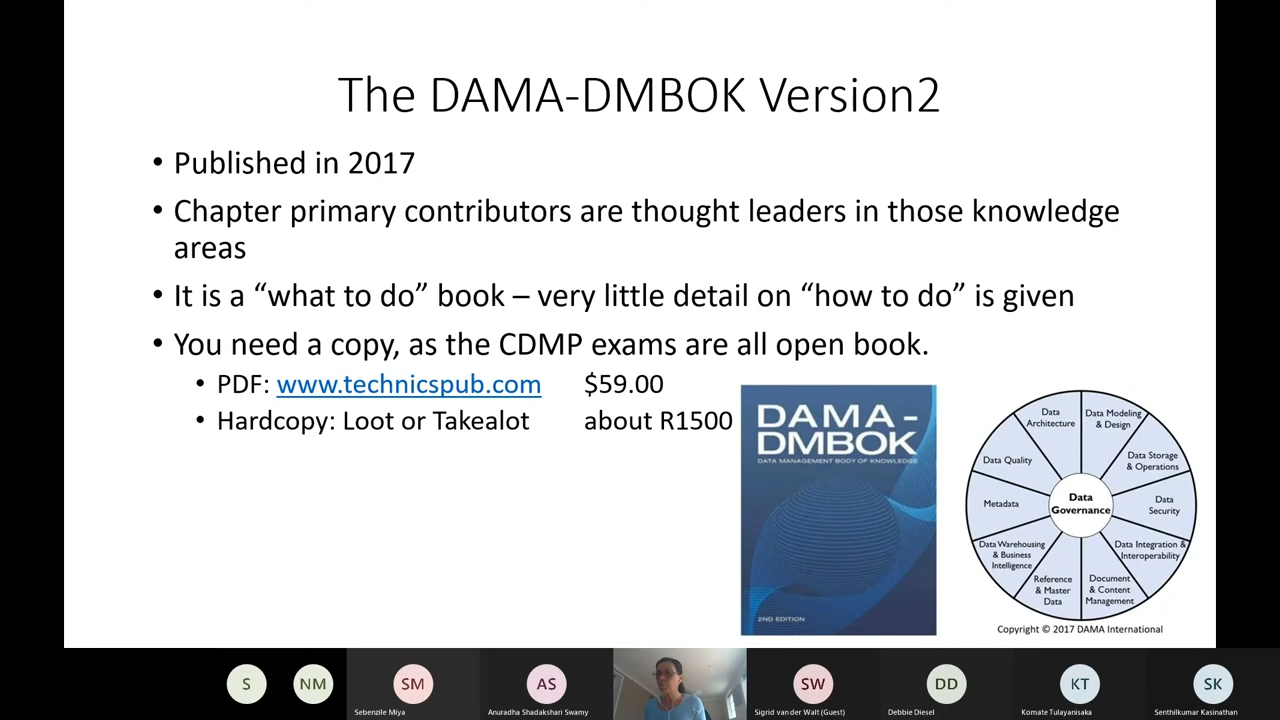 The DAMA-DMBOK Version2
• Published in 2017
• Chapter primary contributors are thought leaders in those knowledge
areas
• It is a “what to do” book – very little detail on “how to do” is given
• You need a copy, as the CDMP exams are all open book.
• PDF: www.technicspub.com $59.00
• Hardcopy: Loot or Takealot about R1500
DAMA-
DMBOK
DATA MANAGEMENT BODY OF KNOWLEDGE
2ND EDITION
Data
Architecture
Data Modeling
& Design
Data Quality
Data Storage
& Operations
Metadata
Data
Governance
Data
Security
Data Warehousing
& Business
Intelligence
Data Integration &
Interoperability
Reference
& Master
Data
Document
& Content
Management
Copyright © 2017 DAMA International
S
NM
SM
AS
SW
DD
KT
SK
Sebenzile Miya
Anuradha Shadakshari Swamy
Sigrid van der Walt (Guest)
Debbie Diesel
Komate Tulayanisaka
Senthilkumar Kasinathan